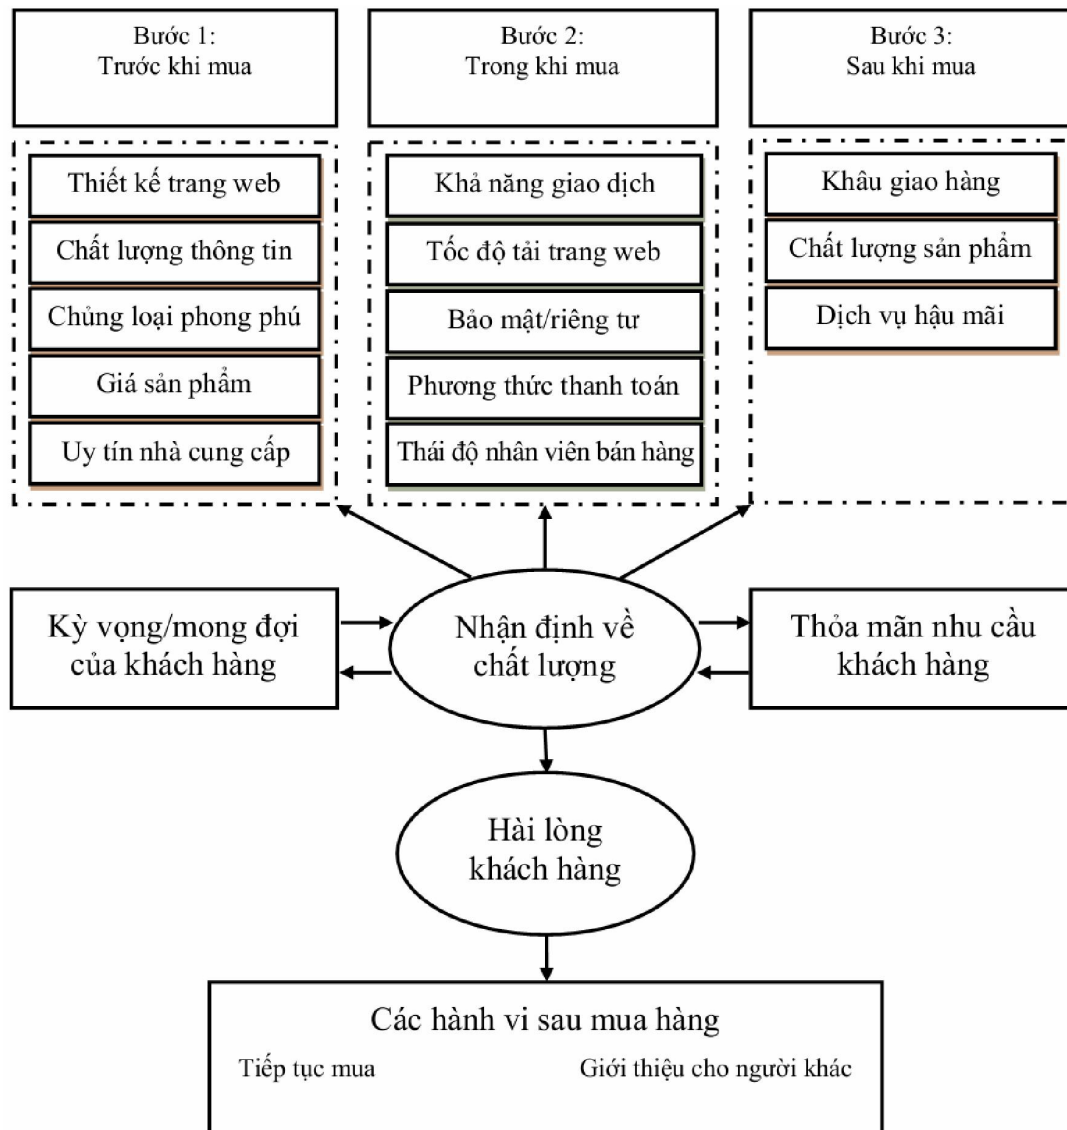 Bước 1:
Trước khi mua
Bước 2:
Trong khi mua
Bước 3:
Sau khi mua
Thiết kế trang web
Chất lượng thông tin
Chủng loại phong phú
Giá sản phẩm
Uy tín nhà cung cấp
Khả năng giao dịch
Tốc độ tải trang web
Bảo mật/riêng tư
Phương thức thanh toán
Thái độ nhân viên bán hàng
Khâu giao hàng
Chất lượng sản phẩm
Dịch vụ hậu mãi
Kỳ vọng/mong đợi
của khách hàng
Nhận định về
chất lượng
Thỏa mãn nhu cầu
khách hàng
Hài lòng
khách hàng
Các hành vi sau mua hàng
Tiếp tục mua
Giới thiệu cho người khác